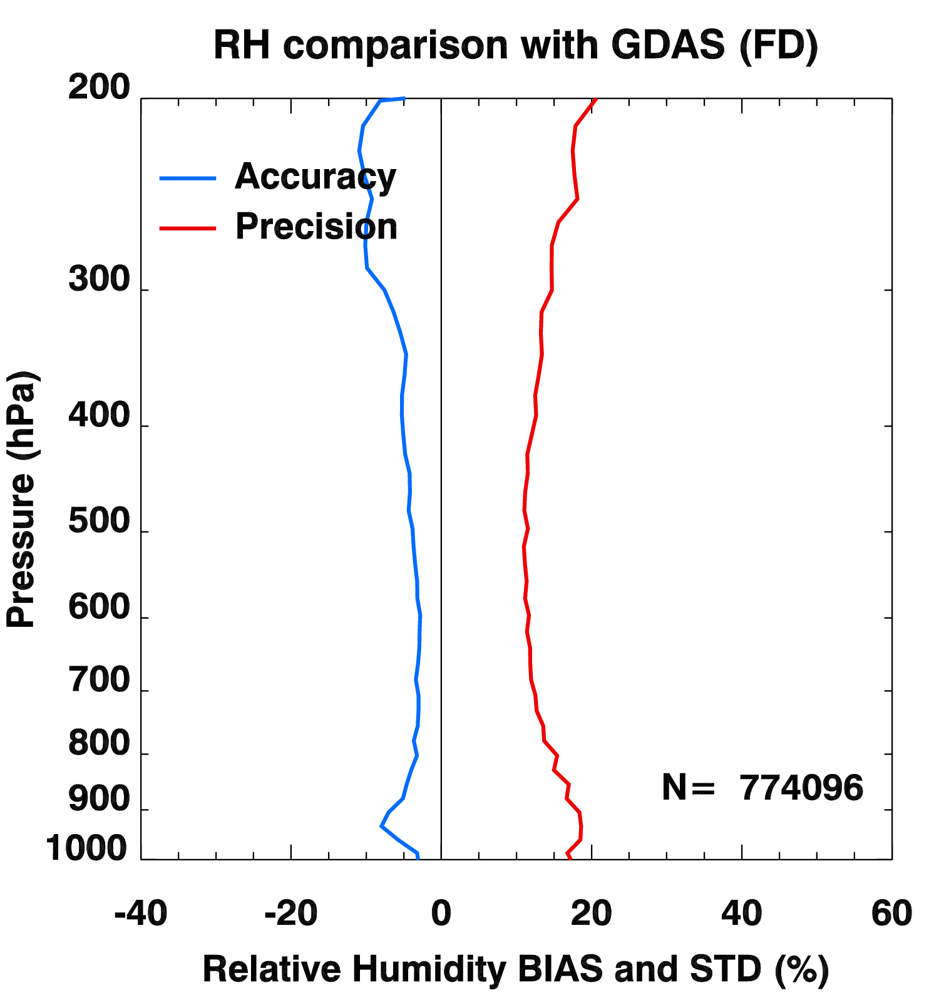 RH comparison with GDAS (FD)
200
Accuracy
Precision
300
400
500
600
700
800
900
1000
Pressure (hPa)
N= 774096
-40 -20 0 20 40 60
Relative Humidity BIAS and STD (%)